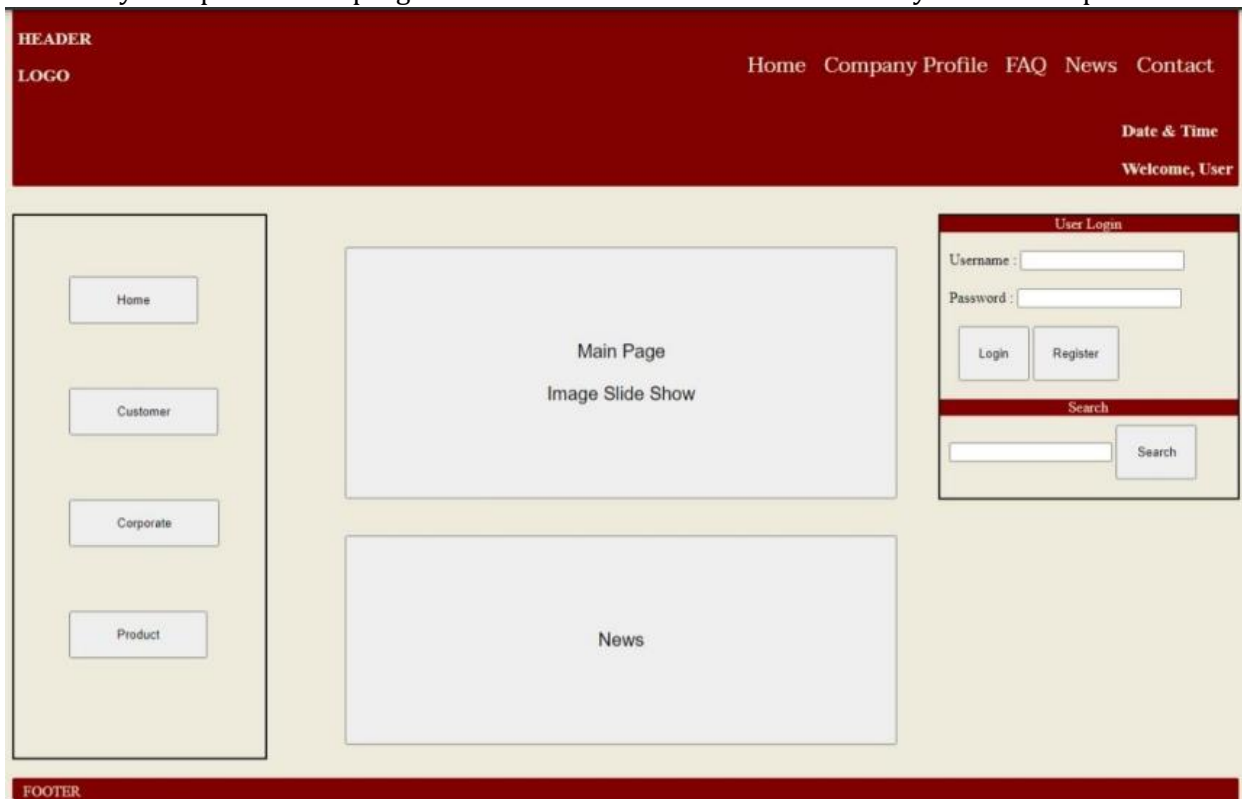 HEADER
LOGO
Home Company Profile FAQ News Contact
Date & Time
Welcome, User
Home
Customer
Corporate
Product
Main Page
Image Slide Show
News
User Login
Username :
Password :
Login Register
Search
Search
FOOTER